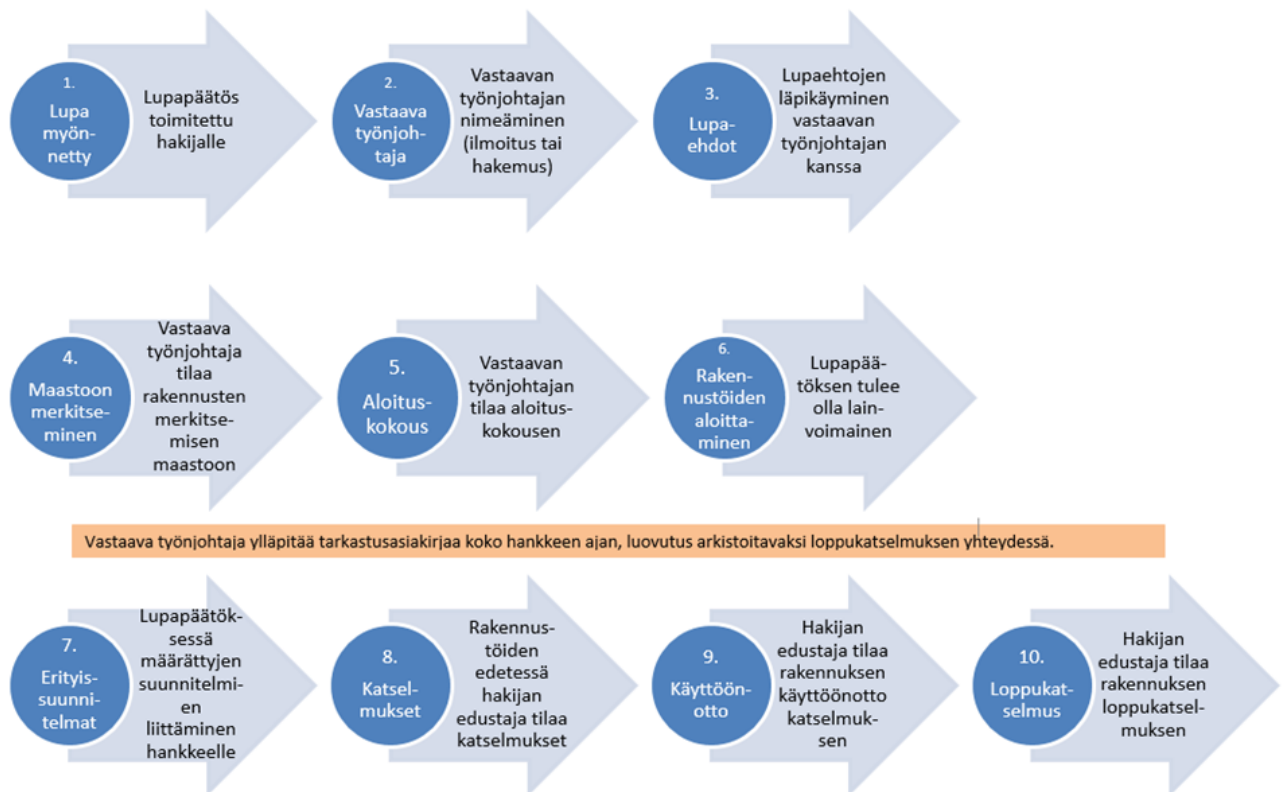 1.
Lupa
myön-
netty
Lupapäätös
toimitettu
hakijalle
2.
Vastaava
työnjoh-
taja
Vastaavan
työnjohtajan
nimeäminen
(ilmoitus tai
hakemus)
3.
Lupa-
ehdot
Lupaehtojen
läpikäyminen
vastaavan
työnjohtajan
kanssa
4.
Maastoon
merkitse-
minen
Vastaava
työnjohtaja
tilaa
rakennusten
merkitse-
misen
maastoon
5.
Aloitus-
kokous
Vastaavan
työnjohtajan
tilaa aloitus-
kokousen
6.
Raken-
nustöiden
aloitta-
minen
Lupapää-
töksen tulee
olla lain-
voimainen
Vastaava työnjohtaja ylläpitää tarkastusasiakirjaa koko hankkeen ajan, luovutus arkistoitavaksi loppukatselmuksen yhteydessä.
7.
Erityis-
suunni-
telmat
Lupapäätök-
sessä
määrättyjen
suunnitelmi-
en
liittäminen
hankkeelle
8.
Katsel-
mukset
Rakennus-
töiden
edetessä
hakijan
edustaja tilaa
katselmukset
9.
Käyttöön-
otto
Hakijan
edustaja tilaa
rakennuksen
käyttöönotto
katselmuk-
sen
10.
Loppukat-
selmus
Hakijan
edustaja tilaa
rakennuksen
loppukatsel-
muksen